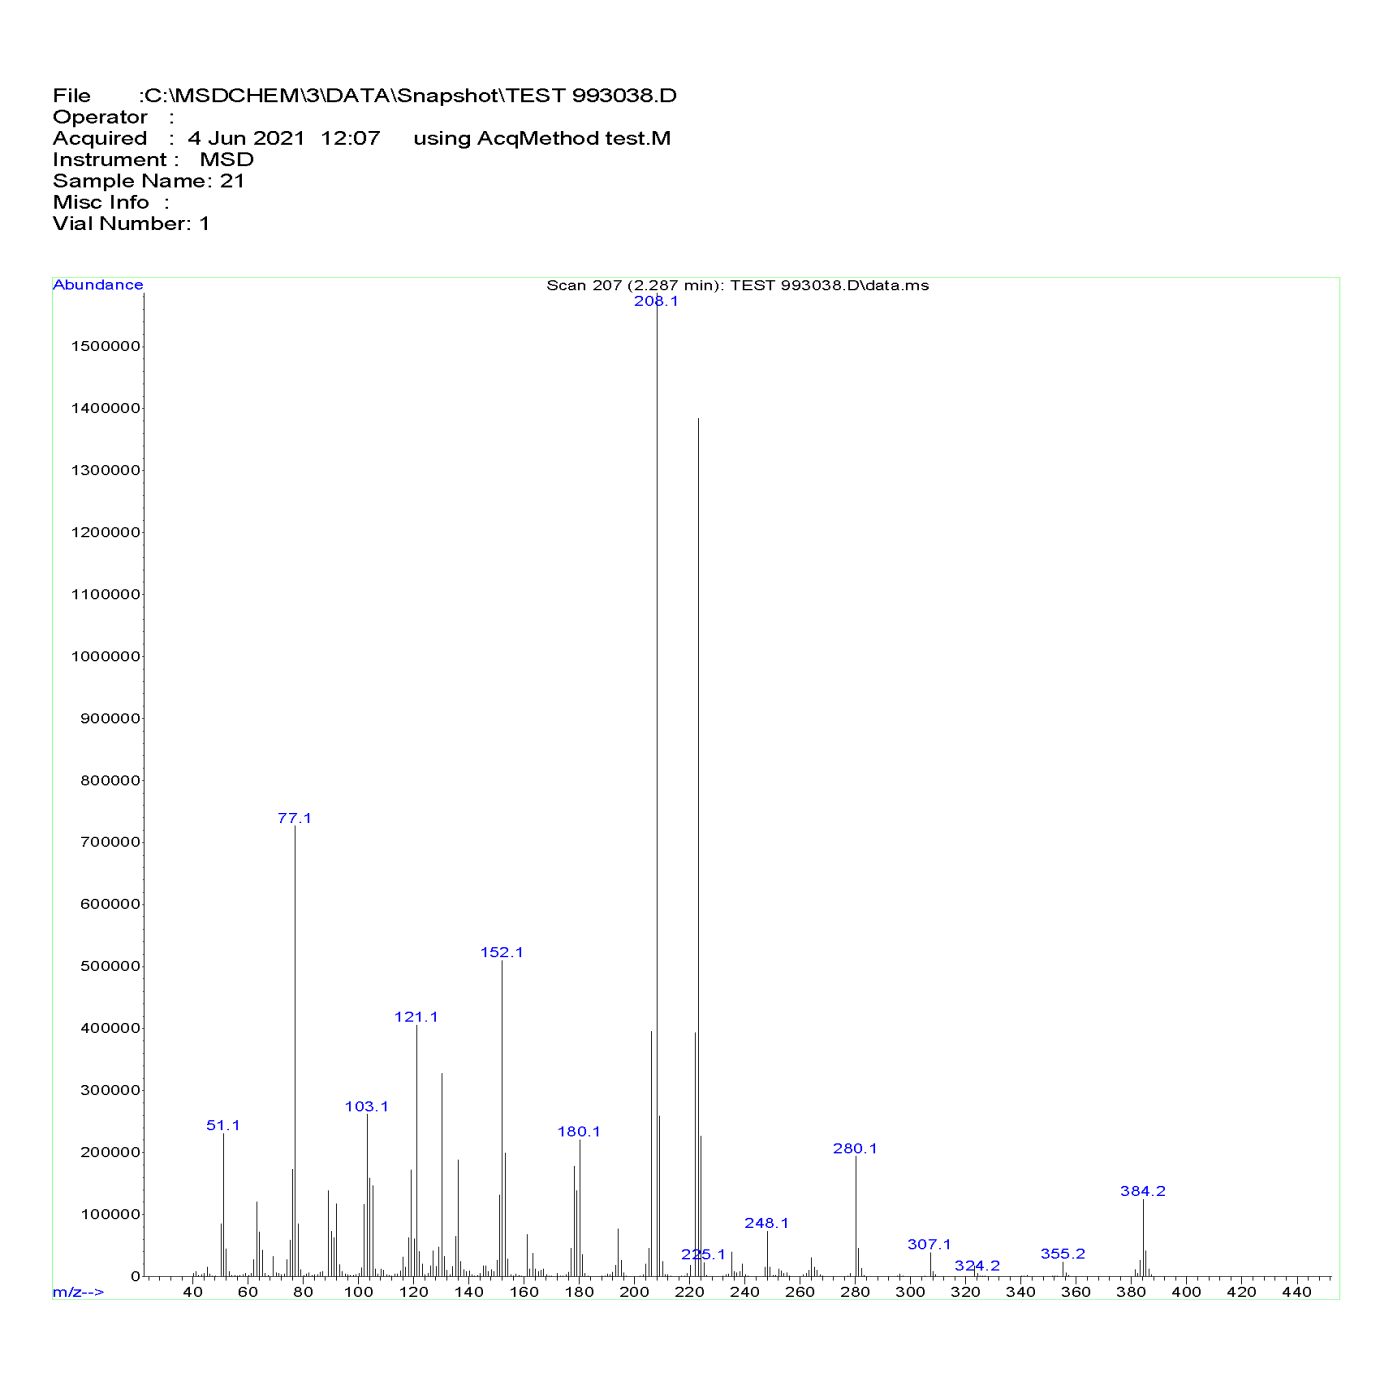 File :C:\MSDCHEM\3\DATA\Snapshot\TEST 993038.D
Operator :
Acquired : 4 Jun 2021 12:07 using AcqMethod test.M
Instrument : MSD
Sample Name: 21
Misc Info :
Vial Number: 1
Abundance
Scan 207 (2.287 min): TEST 993038.D\data.ms
208.1
1500000
1400000
1300000
1200000
1100000
1000000
900000
800000
77.1
700000
600000
152.1
500000
121.1
400000
300000
103.1
51.1
180.1
200000
280.1
384.2
100000
248.1
307.1
225.1
355.2
324.2
0
m/z-->
40 60 80 100 120 140 160 180 200 220 240 260 280 300 320 340 360 380 400 420 440